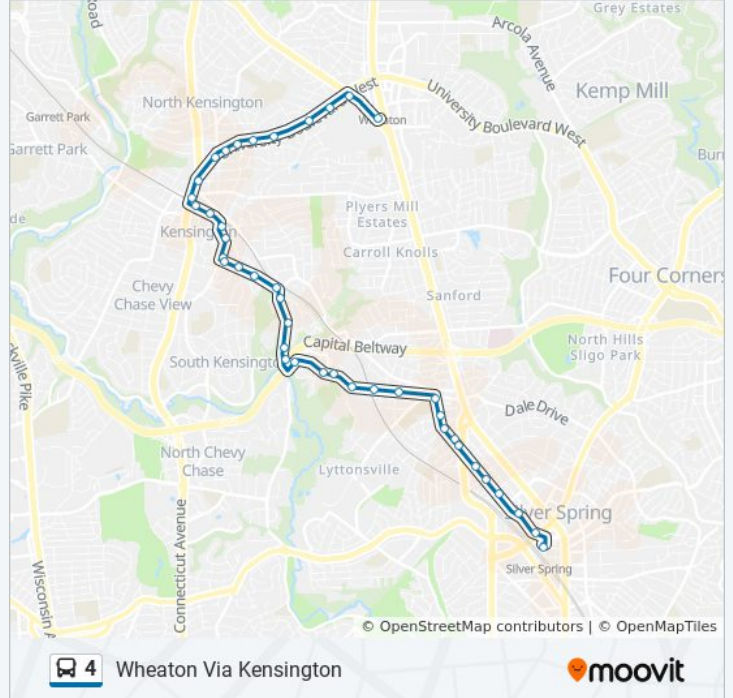 Road
Grey Estates
Arcola Avenue
Kemp Mill
North Kensington
Garrett Park
Garrett Park
University Boulevard West
Plyers Mill
Estates
Kensington
Carroll Knolls
Four Corners
Chevy
Chase View
Sanford
Capital Beltway
North Hills
Sligo Park
South Kensington
Dale Drive
North Chevy
Chase
Lyttonsville
Connecticut Avenue
Silver Spring
Wisconsin A
Silver Spring
© OpenStreetMap contributors | © OpenMapTiles
4 Wheaton Via Kensington
moovit